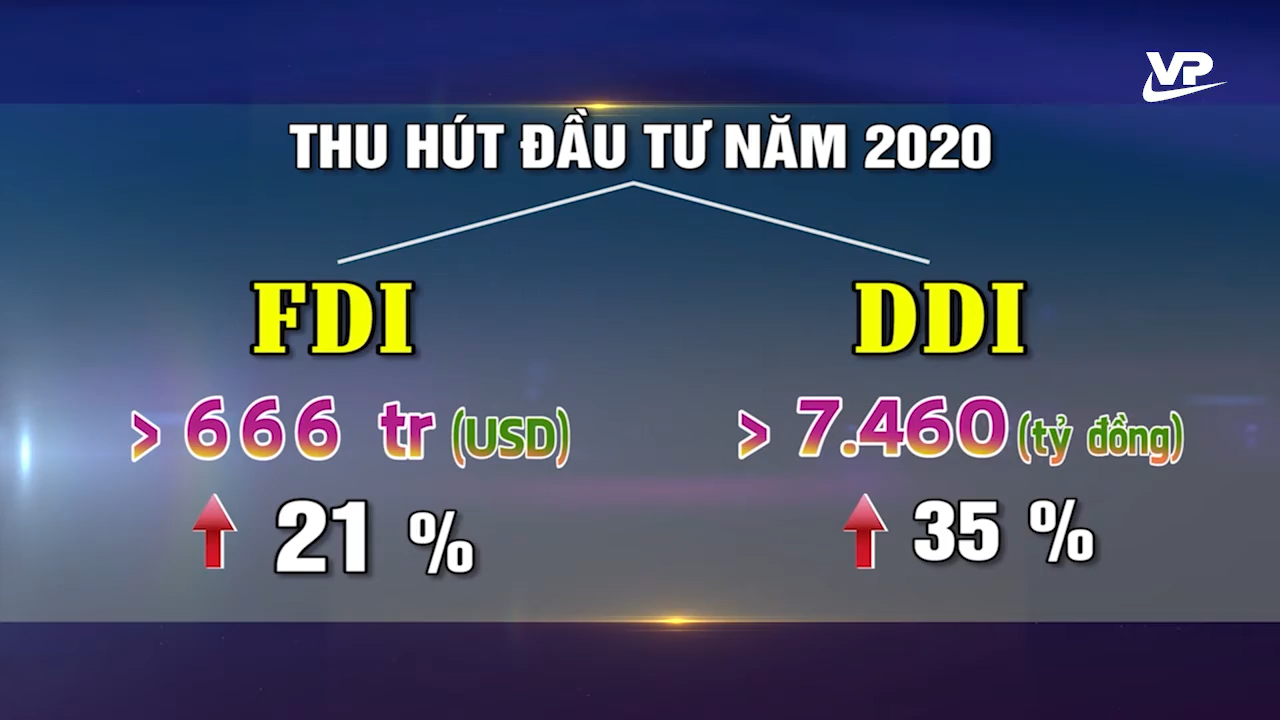 VP
THU HÚT ĐẦU TƯ NĂM 2020
FDI
> 666 tr (USD)
21 %
DDI
> 7.460 (tỷ đồng)
35 %